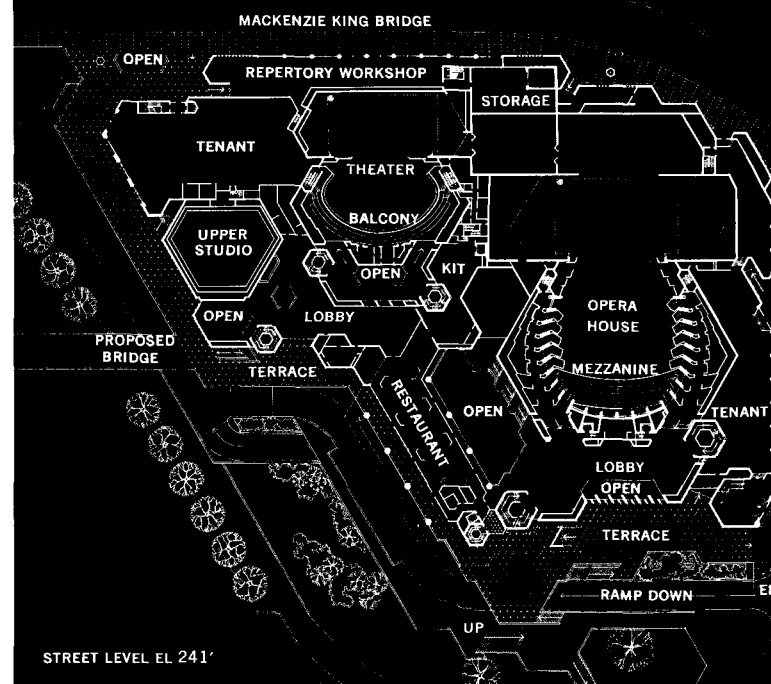 MACKENZIE KING BRIDGE
OPEN
REPERTORY WORKSHOP
STORAGE
TENANT
THEATER
BALCONY
UPPER
STUDIO
OPEN
KIT
OPEN
LOBBY
OPERA
HOUSE
PROPOSED
BRIDGE
TERRACE
MEZZANINE
RESTAURANT
OPEN
TENANT
LOBBY
OPEN
TERRACE
RAMP DOWN
UP
STREET LEVEL EL 241'